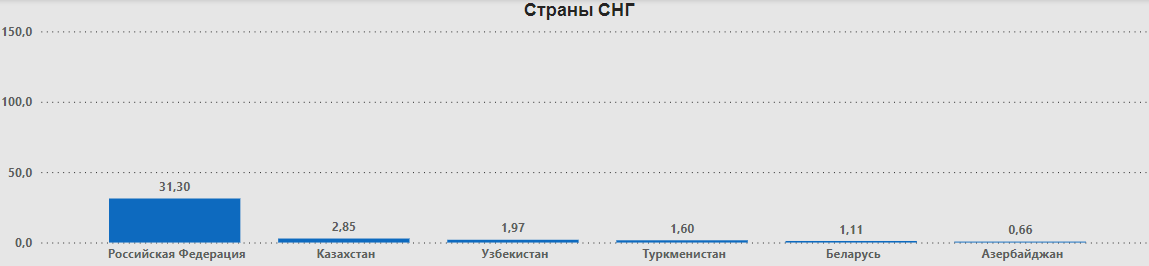 Страны СНГ
150,0
100,0
50,0
31,30
2,85
1,97
1,60
1,11
0,66
0,0
Российская Федерация
Казахстан
Узбекистан
Туркменистан
Беларусь
Азербайджан